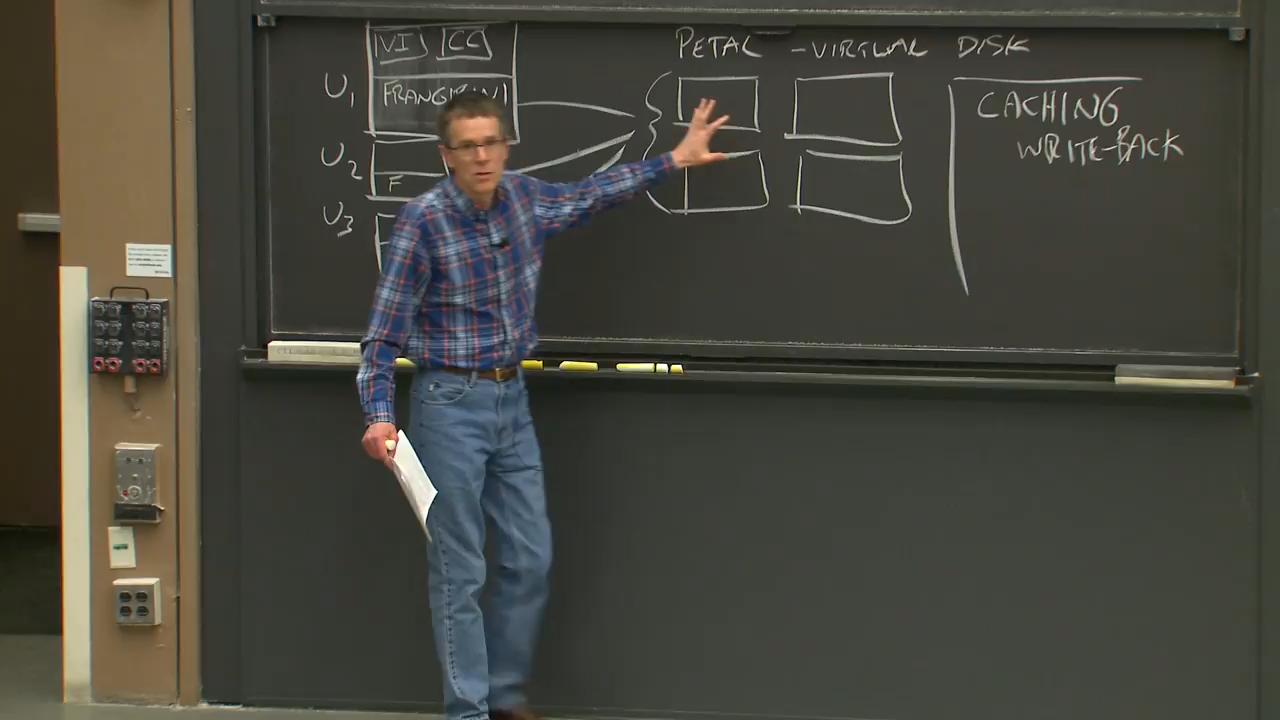 VI CC
U1 FRANGIPANI
U2 F
U3
PETAL - VIRTUAL DISK
CACHING
WRITE-BACK